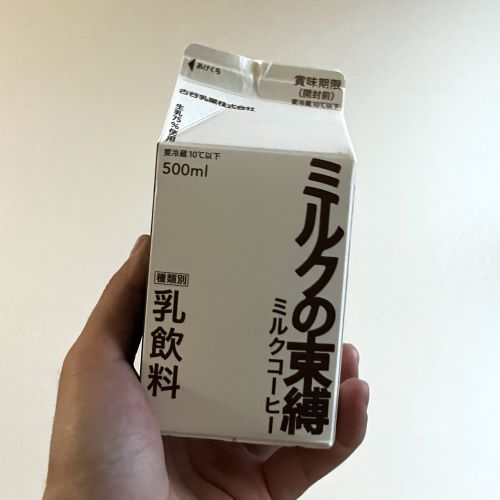 あけくち
賞味期限
(開封前)
要冷蔵10℃以下
古谷乳業株式会社
生乳75%使用
要冷蔵10℃以下
500ml
ミルクの束縛
ミルクコーヒー
種類別
乳飲料